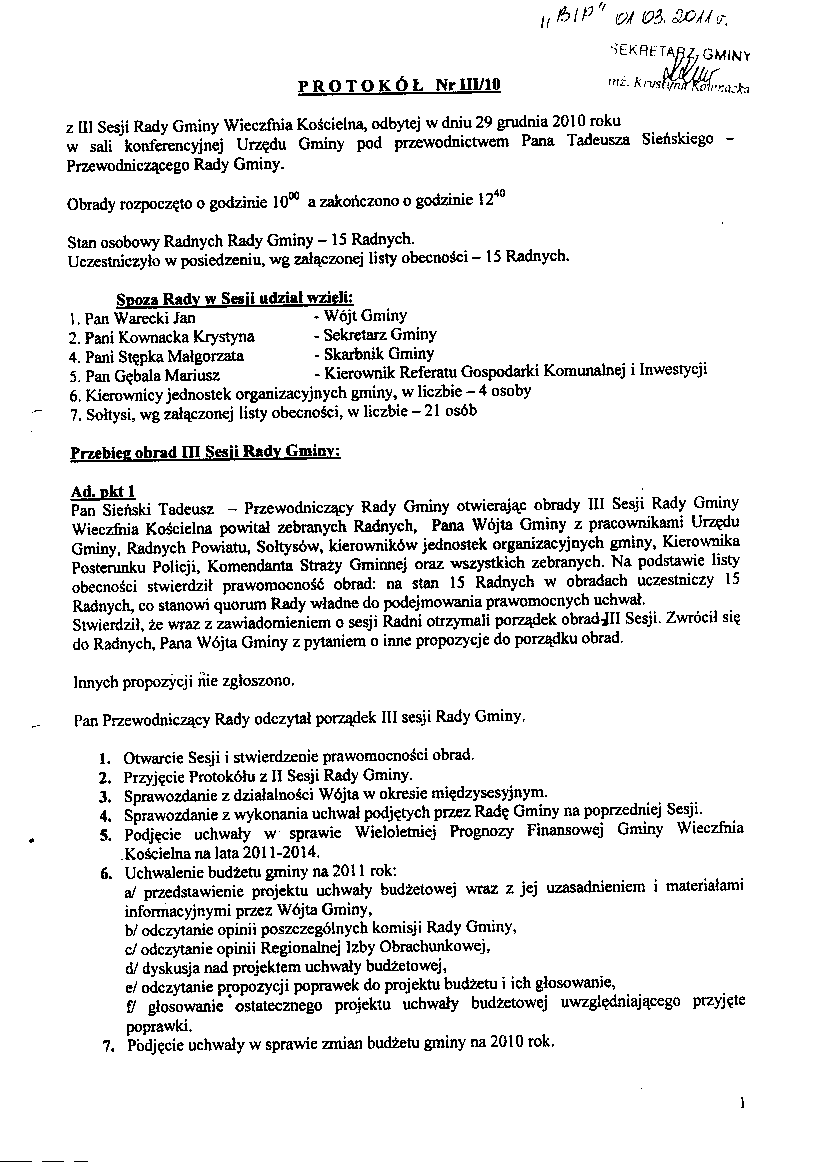 „BIP” 01 03. 2011 r.
SEKRETARZ GMINY
inż. Krystyna Kownacka
P R O T O K Ó Ł Nr III/10
z III Sesji Rady Gminy Wieczfnia Kościelna, odbytej w dniu 29 grudnia 2010 roku
w sali konferencyjnej Urzędu Gminy pod przewodnictwem Pana Tadeusza Sieńskiego –
Przewodniczącego Rady Gminy.
Obrady rozpoczęto o godzinie 10⁰⁰ a zakończono o godzinie 12⁴⁰
Stan osobowy Radnych Rady Gminy – 15 Radnych.
Uczestniczyło w posiedzeniu, wg załączonej listy obecności – 15 Radnych.
Spoza Rady w Sesji udział wzięli:
1. Pan Warecki Jan - Wójt Gminy
2. Pani Kownacka Krystyna - Sekretarz Gminy
4. Pani Stępka Małgorzata - Skarbnik Gminy
5. Pan Gębala Mariusz - Kierownik Referatu Gospodarki Komunalnej i Inwestycji
6. Kierownicy jednostek organizacyjnych gminy, w liczbie – 4 osoby
7. Sołtysi, wg załączonej listy obecności, w liczbie – 21 osób
Przebieg obrad III Sesji Rady Gminy:
Ad. pkt 1
Pan Sieński Tadeusz – Przewodniczący Rady Gminy otwierając obrady III Sesji Rady Gminy
Wieczfnia Kościelna powitał zebranych Radnych, Pana Wójta Gminy z pracownikami Urzędu
Gminy, Radnych Powiatu, Sołtysów, kierowników jednostek organizacyjnych gminy, Kierownika
Posterunku Policji, Komendanta Straży Gminnej oraz wszystkich zebranych. Na podstawie listy
obecności stwierdził prawomocność obrad: na stan 15 Radnych w obradach uczestniczy 15
Radnych, co stanowi quorum Rady władne do podejmowania prawomocnych uchwał.
Stwierdził, że wraz z zawiadomieniem o sesji Radni otrzymali porządek obrad III Sesji. Zwrócił się
do Radnych, Pana Wójta Gminy z pytaniem o inne propozycje do porządku obrad.
Innych propozycji nie zgłoszono.
Pan Przewodniczący Rady odczytał porządek III sesji Rady Gminy.
1. Otwarcie Sesji i stwierdzenie prawomocności obrad.
2. Przyjęcie Protokółu z II Sesji Rady Gminy.
3. Sprawozdanie z działalności Wójta w okresie międzysesyjnym.
4. Sprawozdanie z wykonania uchwał podjętych przez Radę Gminy na poprzedniej Sesji.
5. Podjęcie uchwały w sprawie Wieloletniej Prognozy Finansowej Gminy Wieczfnia
Kościelna na lata 2011-2014.
6. Uchwalenie budżetu gminy na 2011 rok:
a/ przedstawienie projektu uchwały budżetowej wraz z jej uzasadnieniem i materiałami
informacyjnymi przez Wójta Gminy,
b/ odczytanie opinii poszczególnych komisji Rady Gminy,
c/ odczytanie opinii Regionalnej Izby Obrachunkowej,
d/ dyskusja nad projektem uchwały budżetowej,
e/ odczytanie propozycji poprawek do projektu budżetu i ich głosowanie,
f/ głosowanie ostatecznego projektu uchwały budżetowej uwzględniającego przyjęte
poprawki.
7. Podjęcie uchwały w sprawie zmian budżetu gminy na 2010 rok.
1